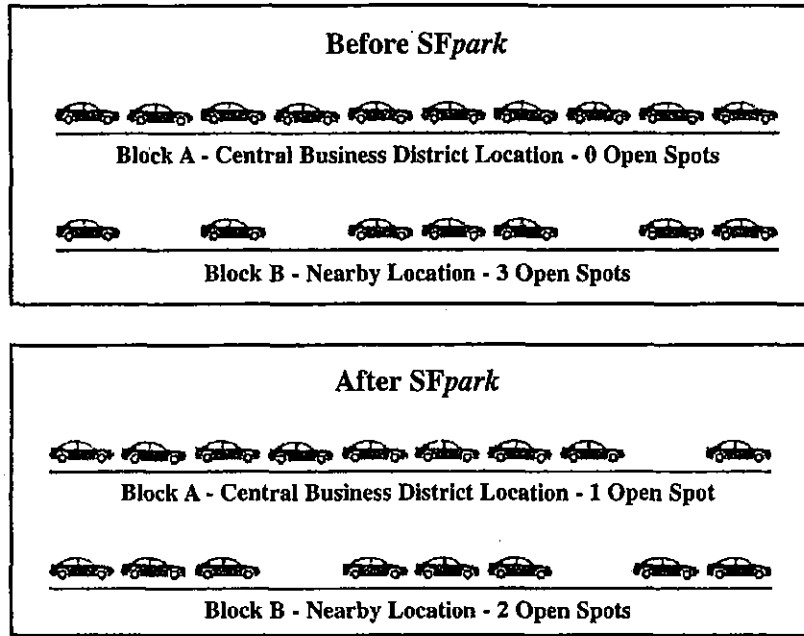 Before SFpark
Block A - Central Business District Location - 0 Open Spots
Block B - Nearby Location - 3 Open Spots
After SFpark
Block A - Central Business District Location - 1 Open Spot
Block B - Nearby Location - 2 Open Spots